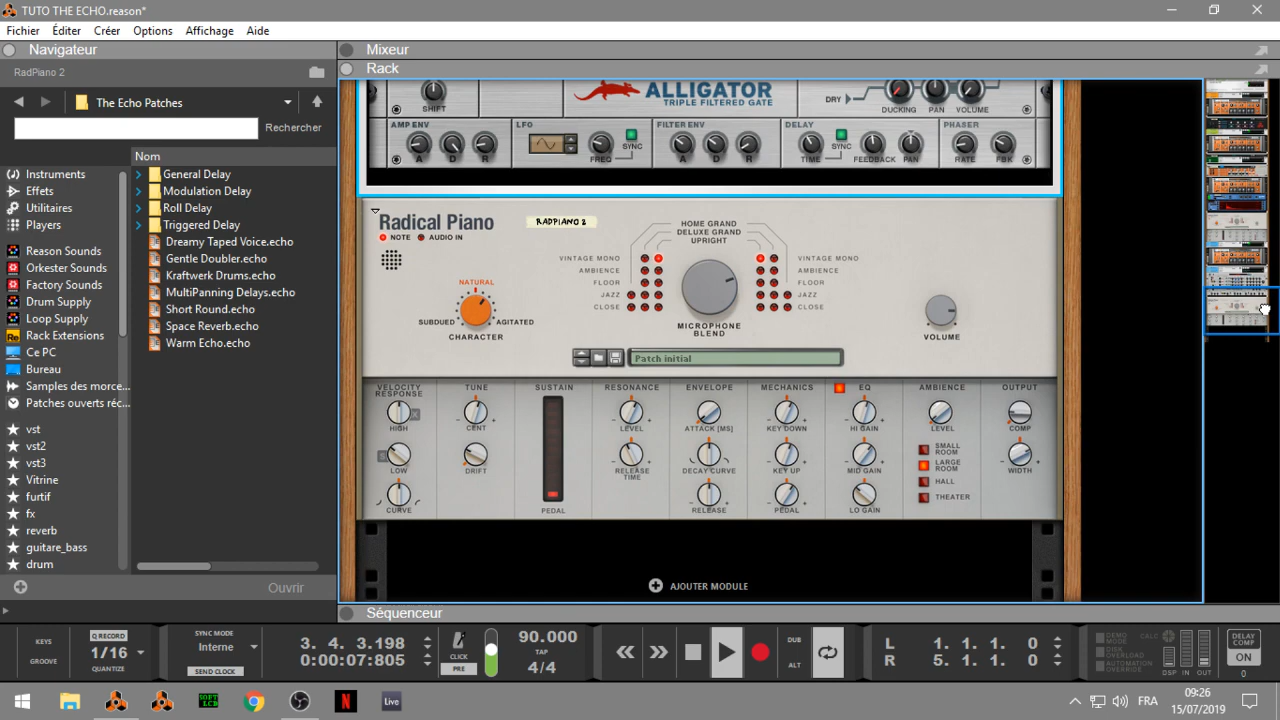 TUTO THE ECHO.reason*
Fichier Éditer Créer Options Affichage Aide
Navigateur
RadPiano 2
The Echo Patches
Rechercher
Nom
Instruments
Effets
Utilitaires
Players
Reason Sounds
Orkester Sounds
Factory Sounds
Drum Supply
Loop Supply
Rack Extensions
Ce PC
Bureau
Samples des morce...
Patches ouverts réc...
vst
vst2
vst3
Vitrine
furtif
fx
reverb
guitare_bass
drum
General Delay
Modulation Delay
Roll Delay
Triggered Delay
Dreamy Taped Voice.echo
Gentle Doubler.echo
Kraftwerk Drums.echo
MultiPanning Delays.echo
Short Round.echo
Space Reverb.echo
Warm Echo.echo
Ouvrir
Mixeur
Rack
SHIFT
ALLIGATOR
TRIPLE FILTERED GATE
DRY
DUCKING PAN VOLUME
AMP ENV
A D R
LFO
FREQ
SYNC
FILTER ENV
A D R
DELAY
TIME
SYNC
FEEDBACK PAN
PHASER
RATE FBK
Radical Piano
RADPIANO 2
NOTE AUDIO IN
HOME GRAND
DELUXE GRAND
UPRIGHT
VINTAGE MONO
AMBIENCE
FLOOR
JAZZ
CLOSE
VINTAGE MONO
AMBIENCE
FLOOR
JAZZ
CLOSE
MICROPHONE
BLEND
NATURAL
SUBDUED AGITATED
CHARACTER
VOLUME
Patch initial
VELOCITY
RESPONSE
HIGH
LOW
CURVE
TUNE
CENT
DRIFT
SUSTAIN
PEDAL
RESONANCE
LEVEL
RELEASE
TIME
ENVELOPE
ATTACK (MS)
DECAY CURVE
RELEASE
MECHANICS
KEY DOWN
KEY UP
PEDAL
EQ
HI GAIN
MID GAIN
LO GAIN
AMBIENCE
LEVEL
SMALL
ROOM
LARGE
ROOM
HALL
THEATER
OUTPUT
COMP
WIDTH
AJOUTER MODULE
Séquenceur
KEYS
GROOVE
Q RECORD
1/16
QUANTIZE
SYNC MODE
Interne
SEND CLOCK
3. 4. 3.198
0:00:07:805
CLICK
PRE
90.000
TAP
4/4
DUB
ALT
L 1. 1. 1. 0
R 5. 1. 1. 0
DEMO
MODE
DISK
OVERLOAD
AUTOMATION
OVERRIDE
CALC
DSP IN OUT
DELAY
COMP
ON
0
SOFT
LCD
N
Live
FRA
09:26
15/07/2019